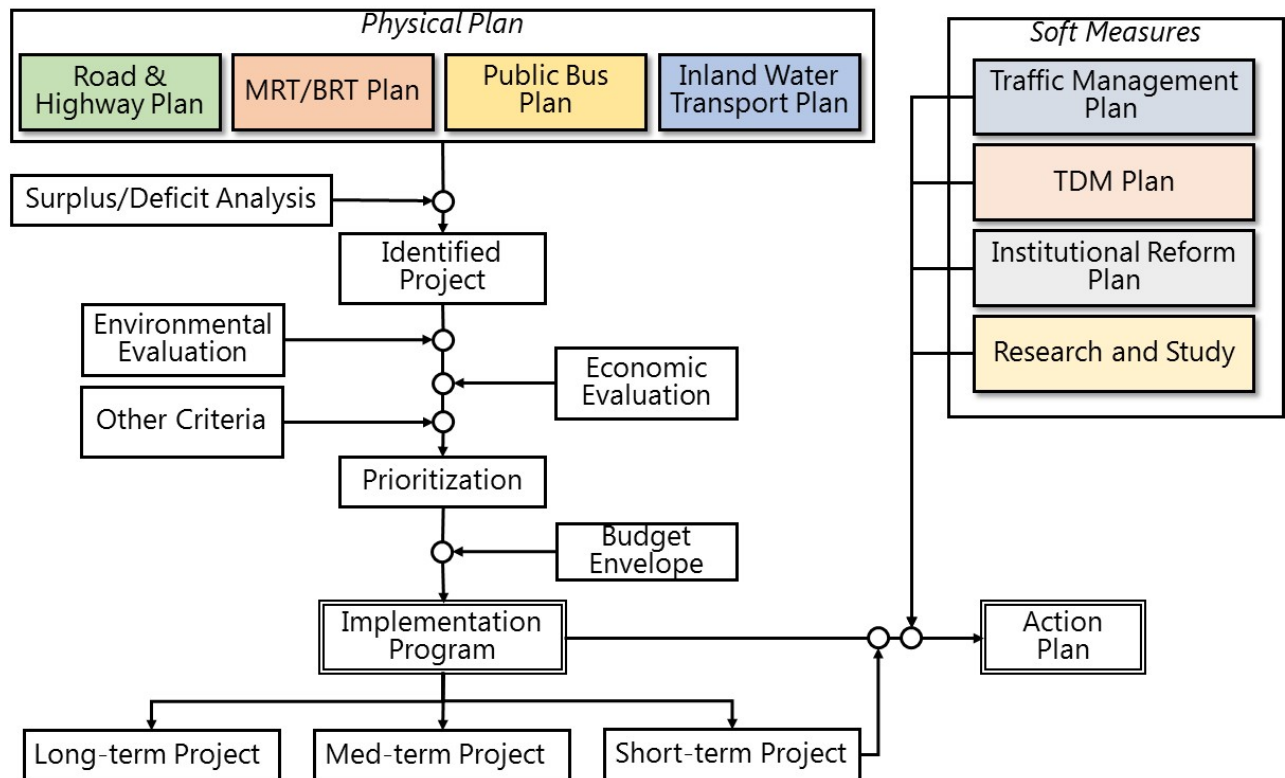 Physical Plan
Road &
Highway Plan
MRT/BRT Plan
Public Bus
Plan
Inland Water
Transport Plan
Soft Measures
Traffic Management
Plan
TDM Plan
Institutional Reform
Plan
Research and Study
Surplus/Deficit Analysis
Identified
Project
Environmental
Evaluation
Economic
Evaluation
Other Criteria
Prioritization
Budget
Envelope
Implementation
Program
Action
Plan
Long-term Project
Med-term Project
Short-term Project